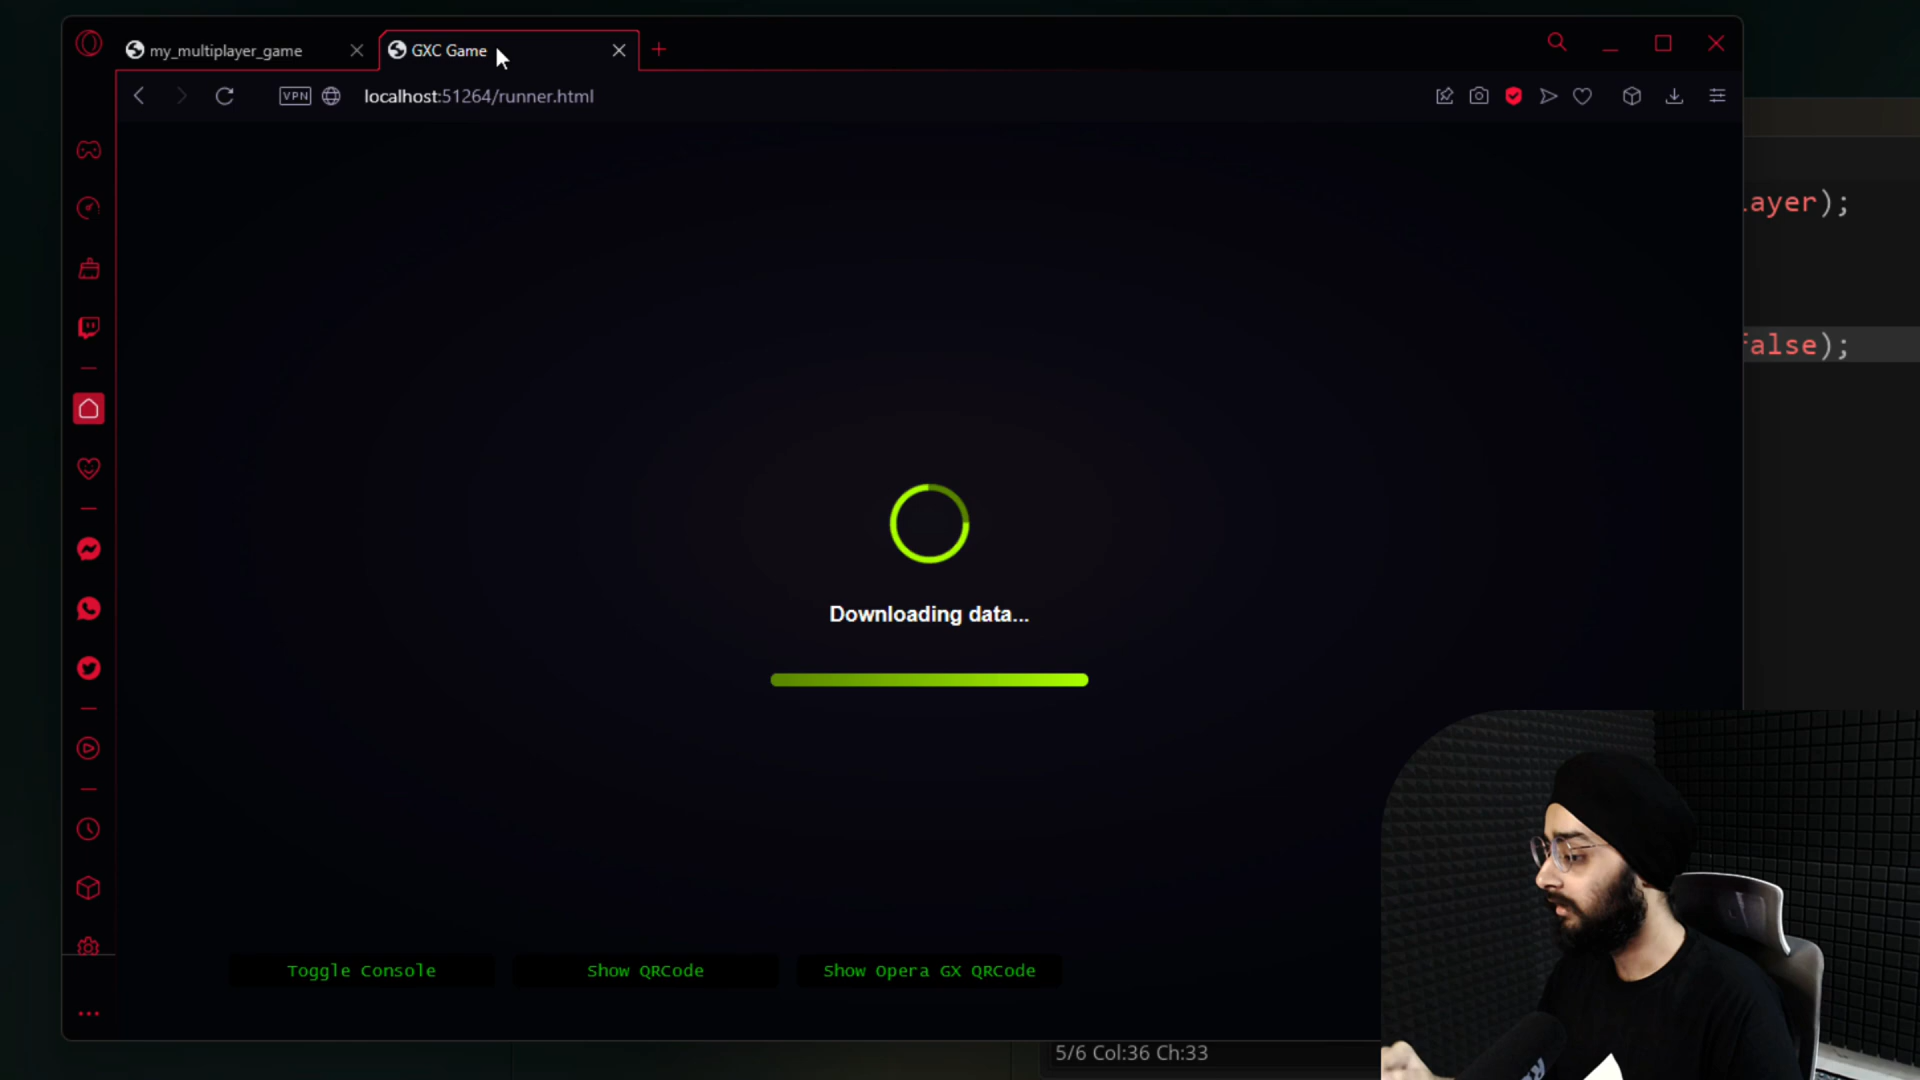 my_multiplayer_game
GXC Game
VPN
localhost:51264/runner.html
ayer);
alse);
Downloading data...
Toggle Console
Show QRCode
Show Opera GX QRCode
5/6 Col:36 Ch:33